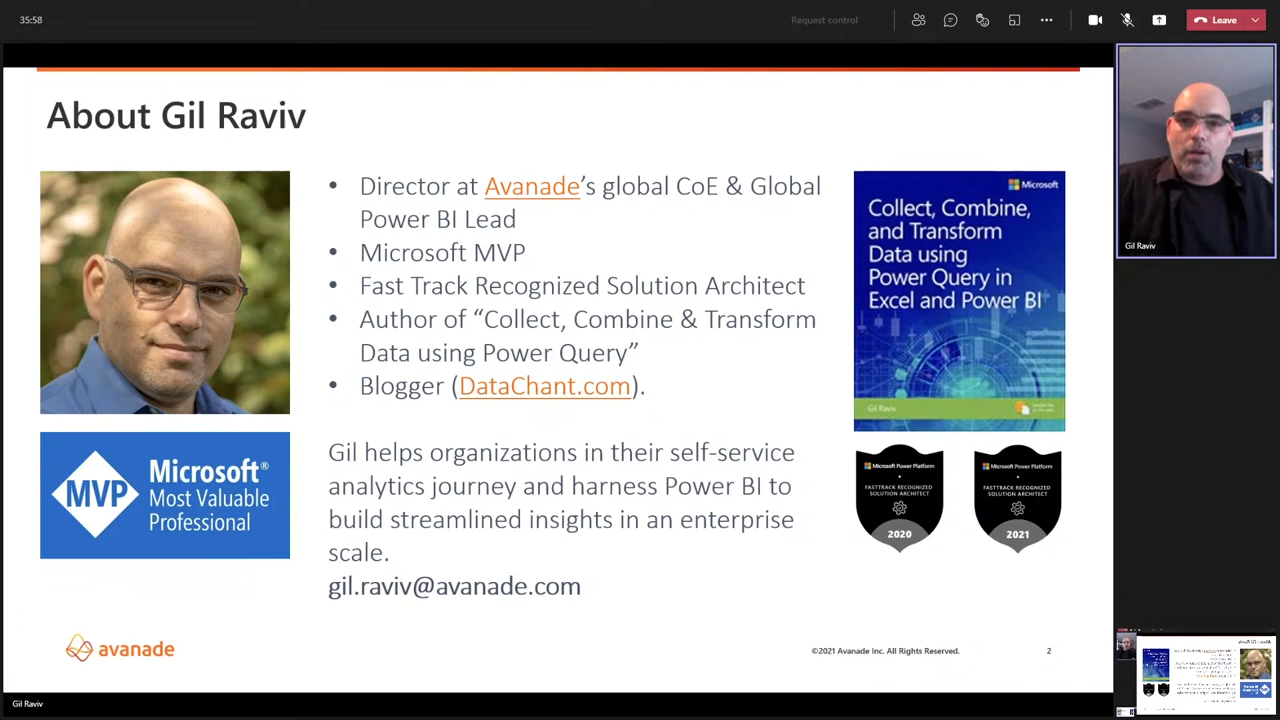 35:58
Request control
Leave
About Gil Raviv
• Director at Avanade's global CoE & Global
Power BI Lead
• Microsoft MVP
• Fast Track Recognized Solution Architect
• Author of “Collect, Combine & Transform
Data using Power Query”
• Blogger (DataChant.com).
Gil helps organizations in their self-service
analytics journey and harness Power BI to
build streamlined insights in an enterprise
scale.
gil.raviv@avanade.com
MVP
Microsoft®
Most Valuable
Professional
Microsoft
Collect, Combine,
and Transform
Data using
Power Query in
Excel and Power BI
Gil Raviv
Microsoft Power Platform
FASTTRACK RECOGNIZED
SOLUTION ARCHITECT
2020
Microsoft Power Platform
FASTTRACK RECOGNIZED
SOLUTION ARCHITECT
2021
avanade
©2021 Avanade Inc. All Rights Reserved.
2
Gil Raviv
Gil Raviv